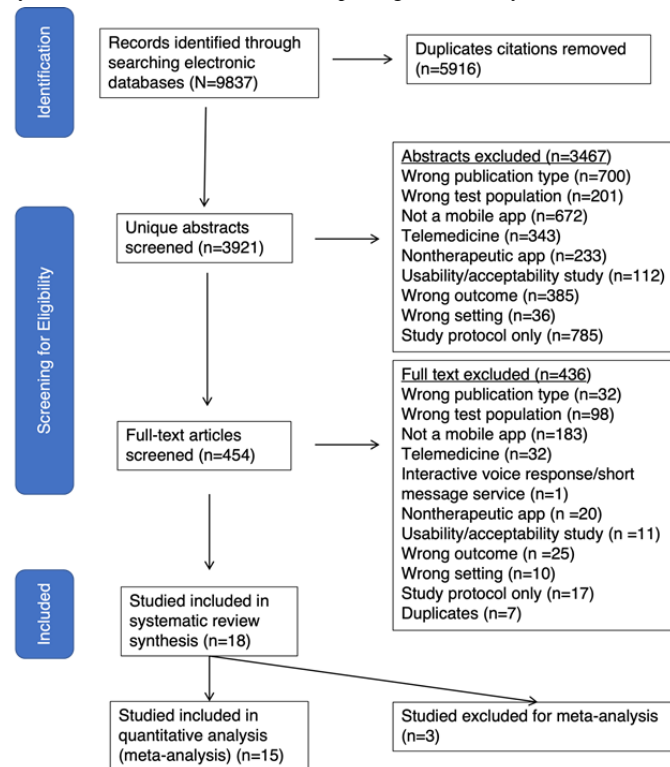 Identification
Records identified through
searching electronic
databases (N=9837)
Duplicates citations removed
(n=5916)
Screening for Eligibility
Unique abstracts
screened (n=3921)
Abstracts excluded (n=3467)
Wrong publication type (n=700)
Wrong test population (n=201)
Not a mobile app (n=672)
Telemedicine (n=343)
Nontherapeutic app (n=233)
Usability/acceptability study (n=112)
Wrong outcome (n=385)
Wrong setting (n=36)
Study protocol only (n=785)
Full-text articles
screened (n=454)
Full text excluded (n=436)
Wrong publication type (n=32)
Wrong test population (n=98)
Not a mobile app (n=183)
Telemedicine (n=32)
Interactive voice response/short
message service (n=1)
Nontherapeutic app (n =20)
Usability/acceptability study (n =11)
Wrong outcome (n =25)
Wrong setting (n=10)
Study protocol only (n=17)
Duplicates (n=7)
Included
Studied included in
systematic review
synthesis (n=18)
Studied included in
quantitative analysis
(meta-analysis) (n=15)
Studied excluded for meta-analysis
(n=3)